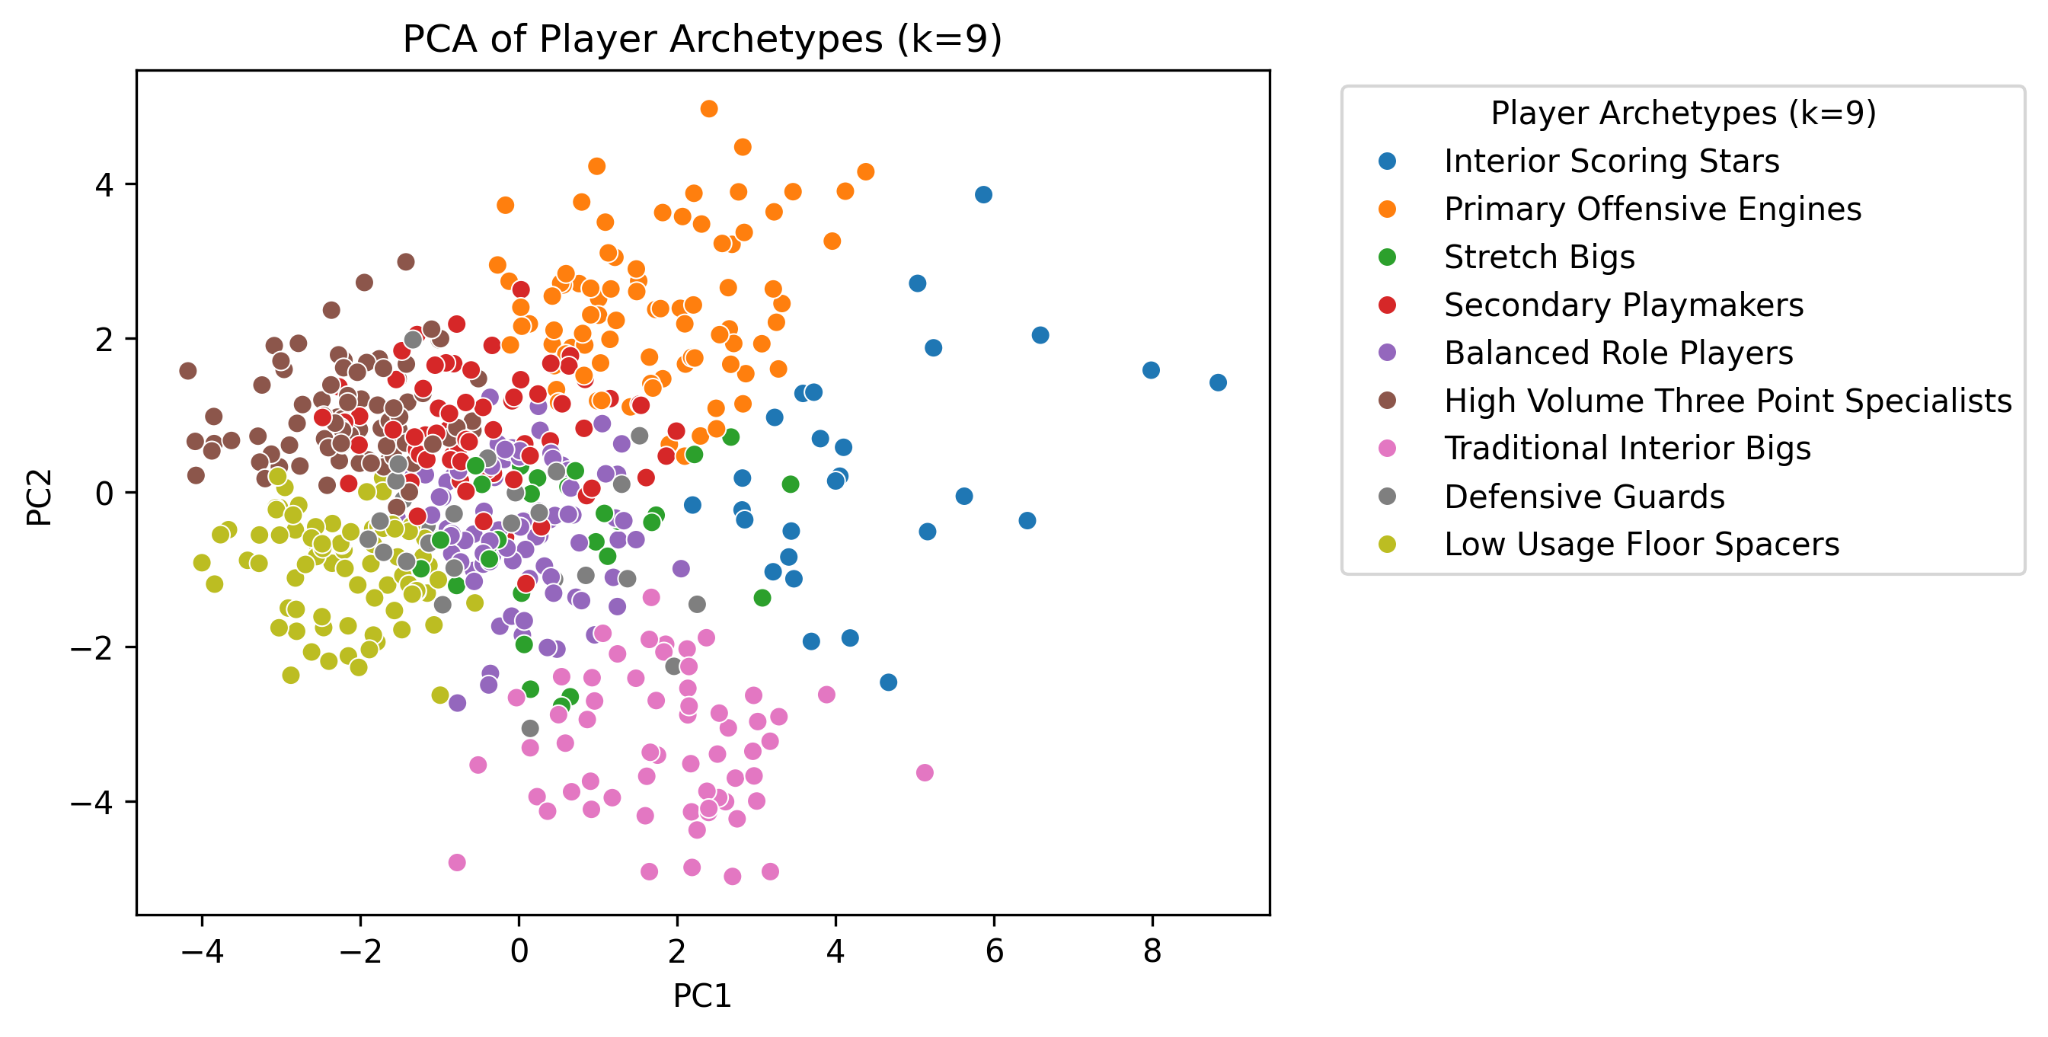 PCA of Player Archetypes (k=9)
Player Archetypes (k=9)
Interior Scoring Stars
Primary Offensive Engines
Stretch Bigs
Secondary Playmakers
Balanced Role Players
High Volume Three Point Specialists
Traditional Interior Bigs
Defensive Guards
Low Usage Floor Spacers
PC2
4
2
0
−2
−4
−4 −2 0 2 4 6 8
PC1